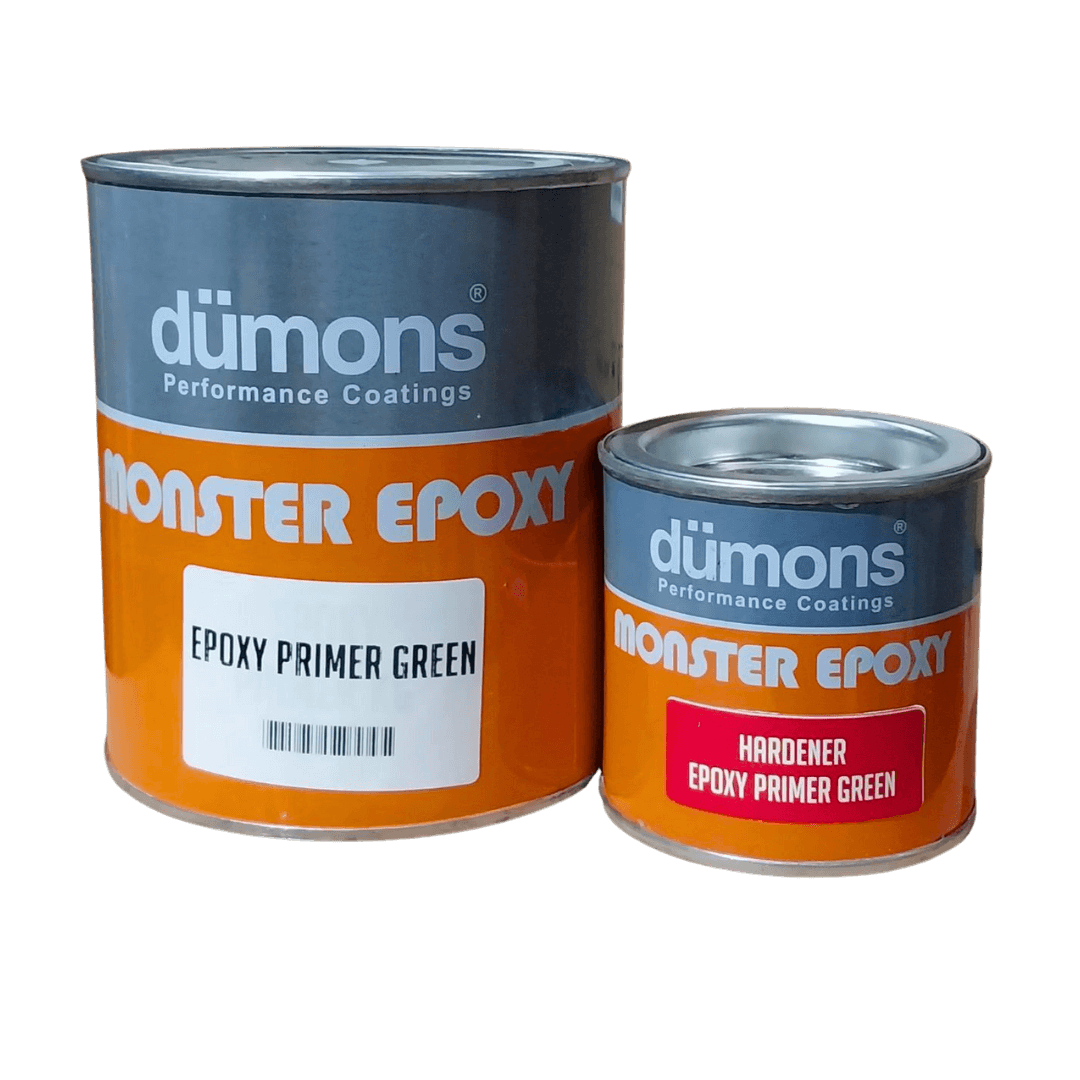 dümons®
Performance Coatings
MONSTER EPOXY
EPOXY PRIMER GREEN
dümons®
Performance Coatings
MONSTER EPOXY
HARDENER
EPOXY PRIMER GREEN